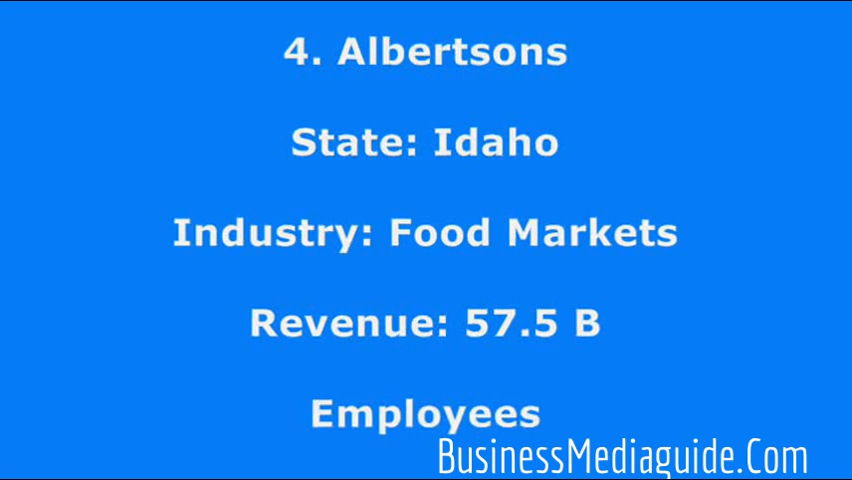 4. Albertsons
State: Idaho
Industry: Food Markets
Revenue: 57.5 B
Employees
BusinessMediaguide.Com